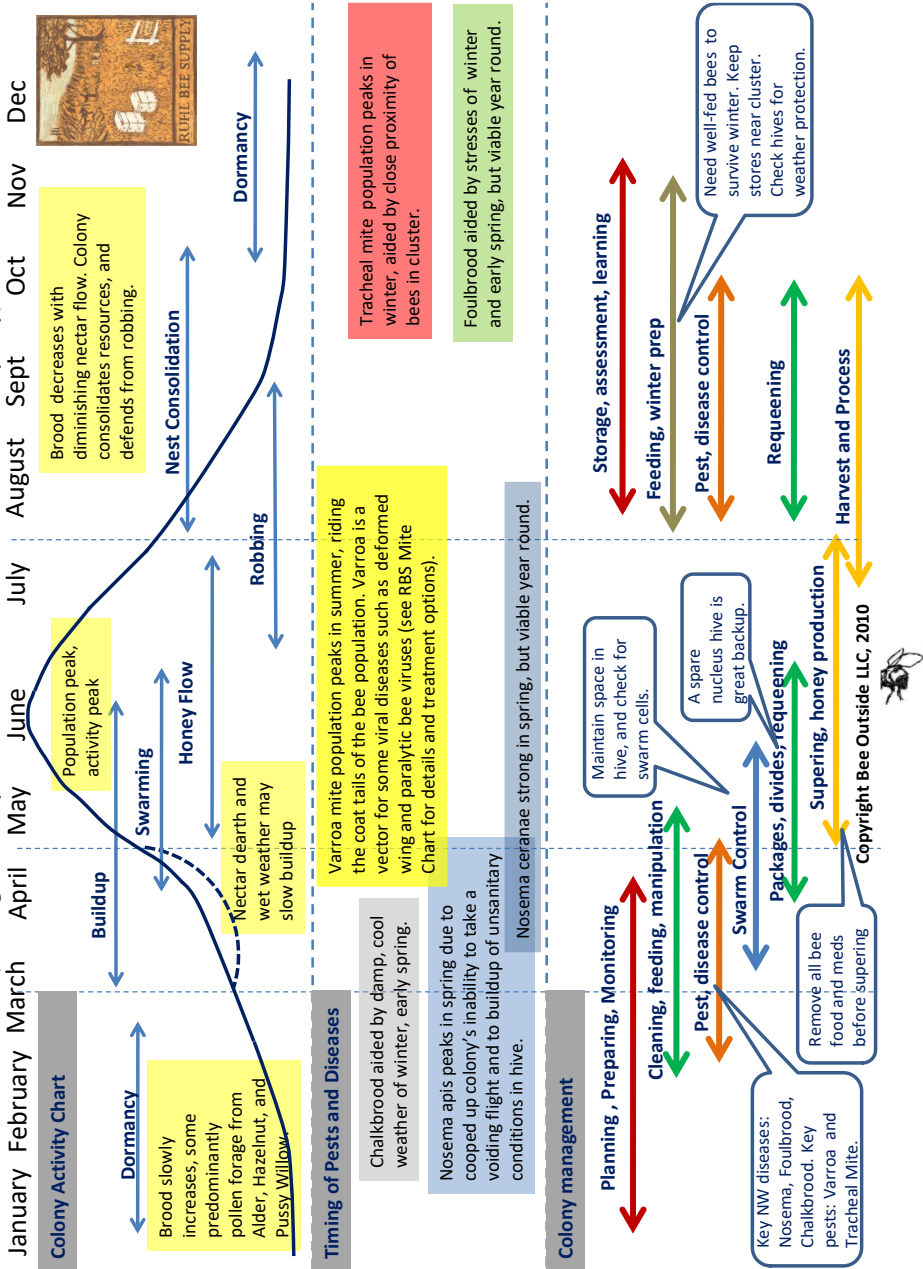 January
February
March
April
May
June
July
August
Sept
Oct
Nov
Dec
RUHL BEE SUPPLY
Colony Activity Chart
Dormancy
Brood slowly
increases, some
predominantly
pollen forage from
Alder, Hazelnut, and
Pussy Willow
Buildup
Swarming
Honey Flow
Nectar dearth and
wet weather may
slow buildup
Population peak,
activity peak
Robbing
Nest Consolidation
Brood decreases with
diminishing nectar flow. Colony
consolidates resources, and
defends from robbing.
Dormancy
Timing of Pests and Diseases
Chalkbrood aided by damp, cool
weather of winter, early spring.
Nosema apis peaks in spring due to
cooped up colony's inability to take a
voiding flight and to buildup of unsanitary
conditions in hive.
Varroa mite population peaks in summer, riding
the coat tails of the bee population. Varroa is a
vector for some viral diseases such as deformed
wing and paralytic bee viruses (see RBS Mite
Chart for details and treatment options).
Nosema ceranae strong in spring, but viable year round.
Tracheal mite population peaks in
winter, aided by close proximity of
bees in cluster.
Foulbrood aided by stresses of winter
and early spring, but viable year round.
Colony management
Planning , Preparing, Monitoring
Cleaning, feeding, manipulation
Pest, disease control
Swarm Control
Packages, divides, requeening
Supering, honey production
Key NW diseases:
Nosema, Foulbrood,
Chalkbrood. Key
pests: Varroa and
Tracheal Mite.
Remove all bee
food and meds
before supering
Maintain space in
hive, and check for
swarm cells.
A spare
nucleus hive is
great backup.
Storage, assessment, learning
Feeding, winter prep
Pest, disease control
Requeening
Harvest and Process
Need well-fed bees to
survive winter. Keep
stores near cluster.
Check hives for
weather protection.
Copyright Bee Outside LLC, 2010